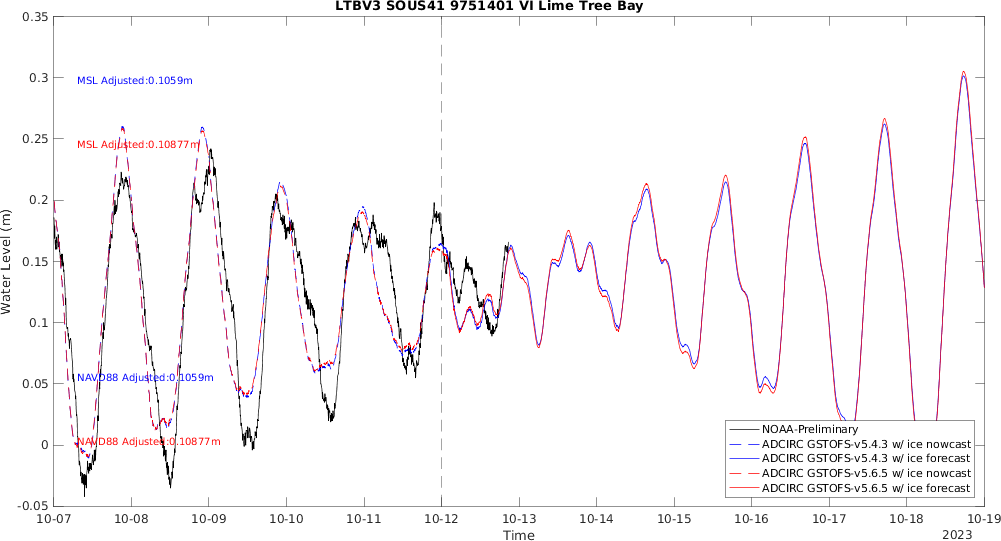 LTBV3 SOUS41 9751401 VI Lime Tree Bay
0.35
0.3
0.25
0.2
0.15
0.1
0.05
0
-0.05
Water Level (m)
MSL Adjusted:0.1059m
MSL Adjusted:0.10877m
NAVD88 Adjusted:0.1059m
NAVD88 Adjusted:0.10877m
NOAA-Preliminary
ADCIRC GSTOFS-v5.4.3 w/ ice nowcast
ADCIRC GSTOFS-v5.4.3 w/ ice forecast
ADCIRC GSTOFS-v5.6.5 w/ ice nowcast
ADCIRC GSTOFS-v5.6.5 w/ ice forecast
10-07 10-08 10-09 10-10 10-11 10-12 10-13 10-14 10-15 10-16 10-17 10-18 10-19
Time
2023